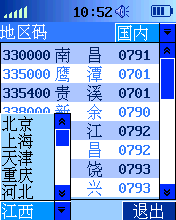 10:52
地区码 国内
330000 南 昌 0791
335000 鹰 潭 0701
335400 贵 溪 0701
338000 新 余 0790
江 0792
昌 0792
饶 0793
兴 0793
北京
上海
天津
重庆
河北
江西 退出